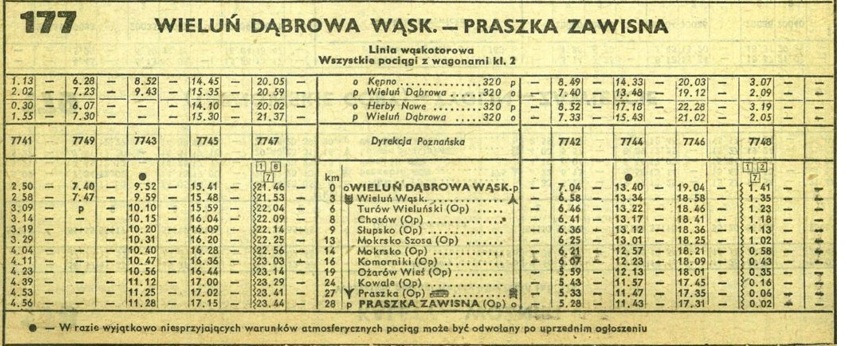 177 WIELUŃ DĄBROWA WĄSK. — PRASZKA ZAWISNA
Linia wąskotorowa
Wszystkie pociągi z wagonami kl. 2
1.13 — 6.28 — 8.52 — 14.45 — 20.05 — o Kępno 320 p — 8.49 — 14.33 — 20.03 — 3.07 — — —
2.02 — 7.23 — 9.43 — 15.35 — 20.59 — p Wieluń Dąbrowa 320 o — 7.40 — 13.48 — 19.12 — 2.09 — — —
0.30 — 6.07 — — — 14.10 — 20.02 — o Herby Nowe 320 p — 8.52 — 17.18 — 22.28 — 3.19 — — —
1.55 — 7.30 — — — 15.30 — 21.37 — p Wieluń Dąbrowa 320 o — 7.33 — 15.43 — 21.02 — 2.05 — — —
7741 7749 7743 7745 7747 Dyrekcja Poznańska 7742 7744 7746 7748
● 1 6 7 km ● 1 2 7
2.50 — 7.40 — 9.52 — 15.41 — 21.46 — 0 o WIELUŃ DĄBROWA WĄSK. p — 7.04 — 13.40 — 19.04 — 1.41 — — —
2.58 — 7.47 — 9.59 — 15.48 — 21.53 — 3 Wieluń Wąsk. — 6.58 — 13.34 — 18.58 — 1.35 — — —
3.09 — p — 10.10 — 15.59 — 22.04 — 6 Turów Wieluński (Op) — 6.46 — 13.22 — 18.46 — 1.23 — — —
3.14 — — — 10.15 — 16.04 — 22.09 — 8 Chotów (Op) — 6.41 — 13.17 — 18.41 — 1.18 — — —
3.19 — — — 10.20 — 16.09 — 22.14 — 9 Słupsko (Op) — 6.36 — 13.12 — 18.36 — 1.13 — — —
3.29 — — — 10.31 — 16.20 — 22.25 — 13 Mokrsko Szosa (Op) — 6.25 — 13.01 — 18.25 — 1.02 — — —
4.04 — — — 10.40 — 16.28 — 22.56 — 14 Mokrsko (Op) — 6.21 — 12.57 — 18.21 — 0.58 — — —
4.11 — — — 10.47 — 16.36 — 23.03 — 16 Komorniki (Op) — 6.07 — 12.23 — 18.09 — 0.43 — — —
4.23 — — — 10.56 — 16.44 — 23.14 — 19 Ożarów Wieś (Op) — 5.59 — 12.13 — 18.01 — 0.35 — — —
4.39 — — — 11.12 — 17.00 — 23.29 — 24 Kowale (Op) — 5.43 — 11.57 — 17.45 — 0.16 — — —
4.53 — — — 11.25 — 17.02 — 23.41 — 27 Praszka (Op) — 5.33 — 11.47 — 17.35 — 0.06 — — —
4.56 — — — 11.28 — 17.15 — 23.44 — 28 p PRASZKA ZAWISNA (Op) o — 5.28 — 11.43 — 17.31 — 0.02 — — —
● — W razie wyjątkowo niesprzyjających warunków atmosferycznych pociąg może być odwołany po uprzednim ogłoszeniu